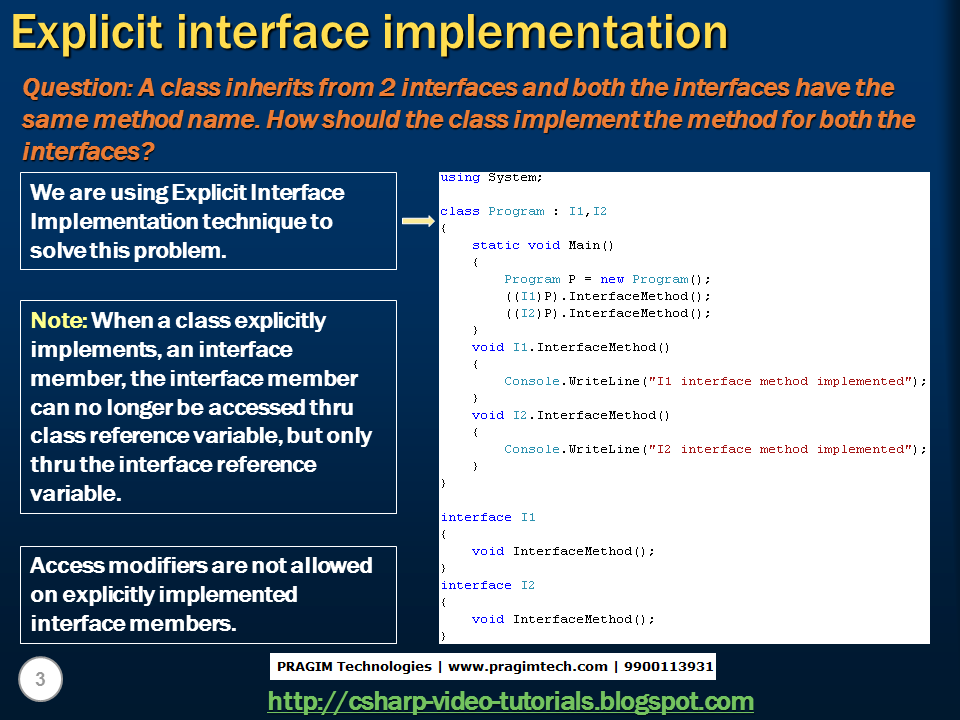 Explicit interface implementation
Question: A class inherits from 2 interfaces and both the interfaces have the
same method name. How should the class implement the method for both the
interfaces?
We are using Explicit Interface
Implementation technique to
solve this problem.
Note: When a class explicitly
implements, an interface
member, the interface member
can no longer be accessed thru
class reference variable, but only
thru the interface reference
variable.
Access modifiers are not allowed
on explicitly implemented
interface members.
using System;
class Program : I1,I2
{
    static void Main()
    {
        Program P = new Program();
        ((I1)P).InterfaceMethod();
        ((I2)P).InterfaceMethod();
    }
    void I1.InterfaceMethod()
    {
        Console.WriteLine("I1 interface method implemented");
    }
    void I2.InterfaceMethod()
    {
        Console.WriteLine("I2 interface method implemented");
    }
}
interface I1
{
    void InterfaceMethod();
}
interface I2
{
    void InterfaceMethod();
}
3
PRAGIM Technologies | www.pragimtech.com | 9900113931
http://csharp-video-tutorials.blogspot.com